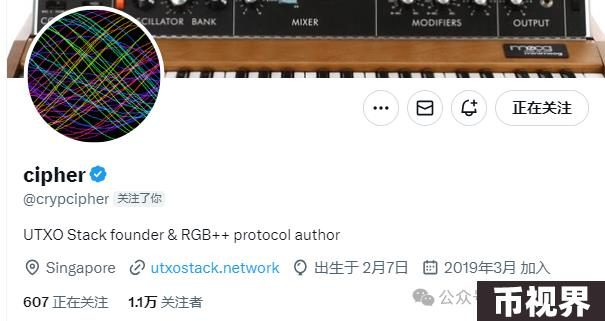 OSCILLATOR BANK MIXER MODIFIERS OUTPUT
moog
正在关注
cipher
@crypcipher 关注了你
UTXO Stack founder & RGB++ protocol author
Singapore utxostack.network 出生于 2月7日 2019年3月 加入
607 正在关注 1.1万 关注者
公众号
币视界